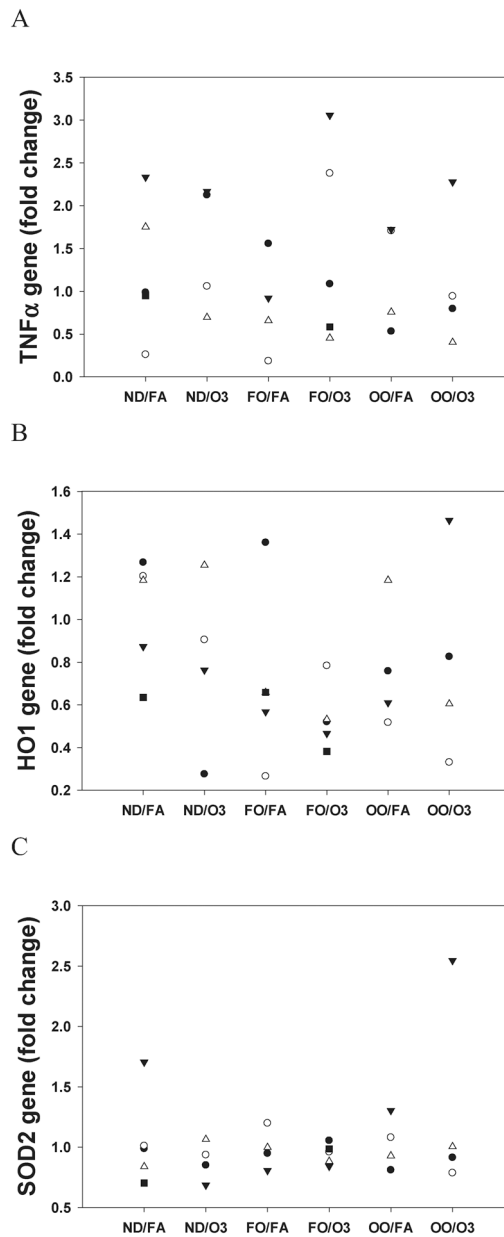 A
TNFα gene (fold change)
3.5
3.0
2.5
2.0
1.5
1.0
0.5
0.0
ND/FA ND/O3 FO/FA FO/O3 OO/FA OO/O3
B
HO1 gene (fold change)
1.6
1.4
1.2
1.0
0.8
0.6
0.4
0.2
ND/FA ND/O3 FO/FA FO/O3 OO/FA OO/O3
C
SOD2 gene (fold change)
3.0
2.5
2.0
1.5
1.0
0.5
ND/FA ND/O3 FO/FA FO/O3 OO/FA OO/O3